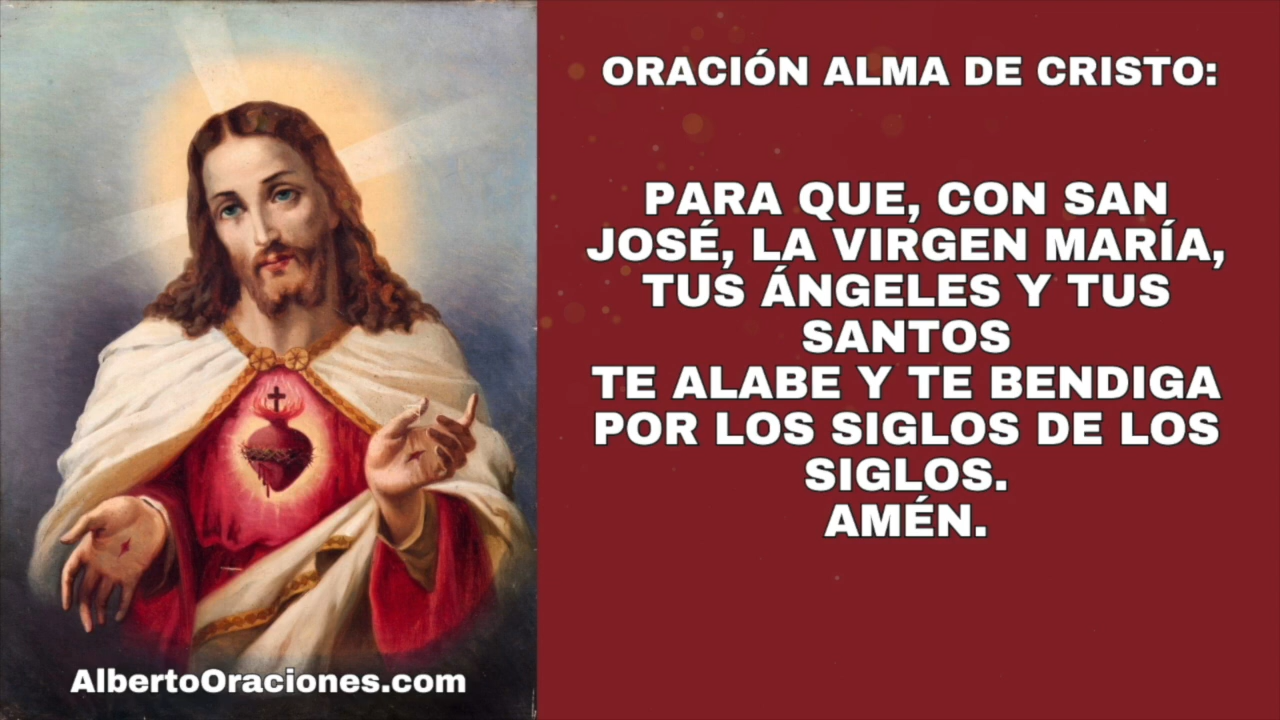 ORACIÓN ALMA DE CRISTO:
PARA QUE, CON SAN
JOSÉ, LA VIRGEN MARÍA,
TUS ÁNGELES Y TUS
SANTOS
TE ALABE Y TE BENDIGA
POR LOS SIGLOS DE LOS
SIGLOS.
AMÉN.
AlbertoOraciones.com